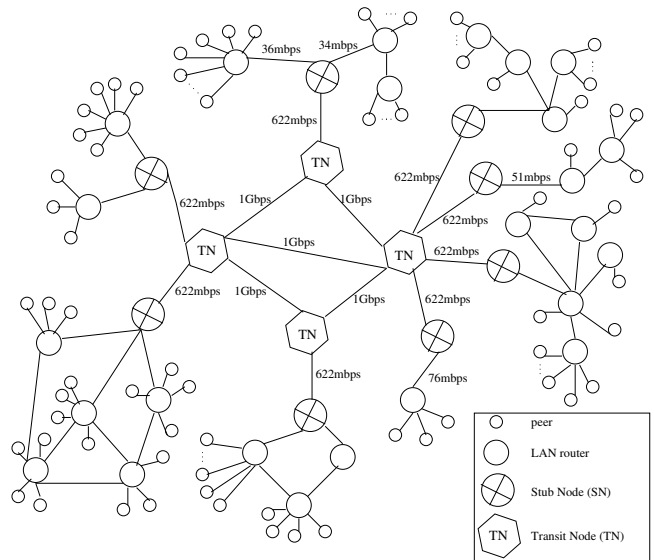 36mbps
34mbps
622mbps
TN
622mbps
51mbps
622mbps
1Gbps
1Gbps
622mbps
622mbps
TN
1Gbps
TN
622mbps
1Gbps
1Gbps
622mbps
TN
622mbps
76mbps
peer
LAN router
Stub Node (SN)
TN
Transit Node (TN)